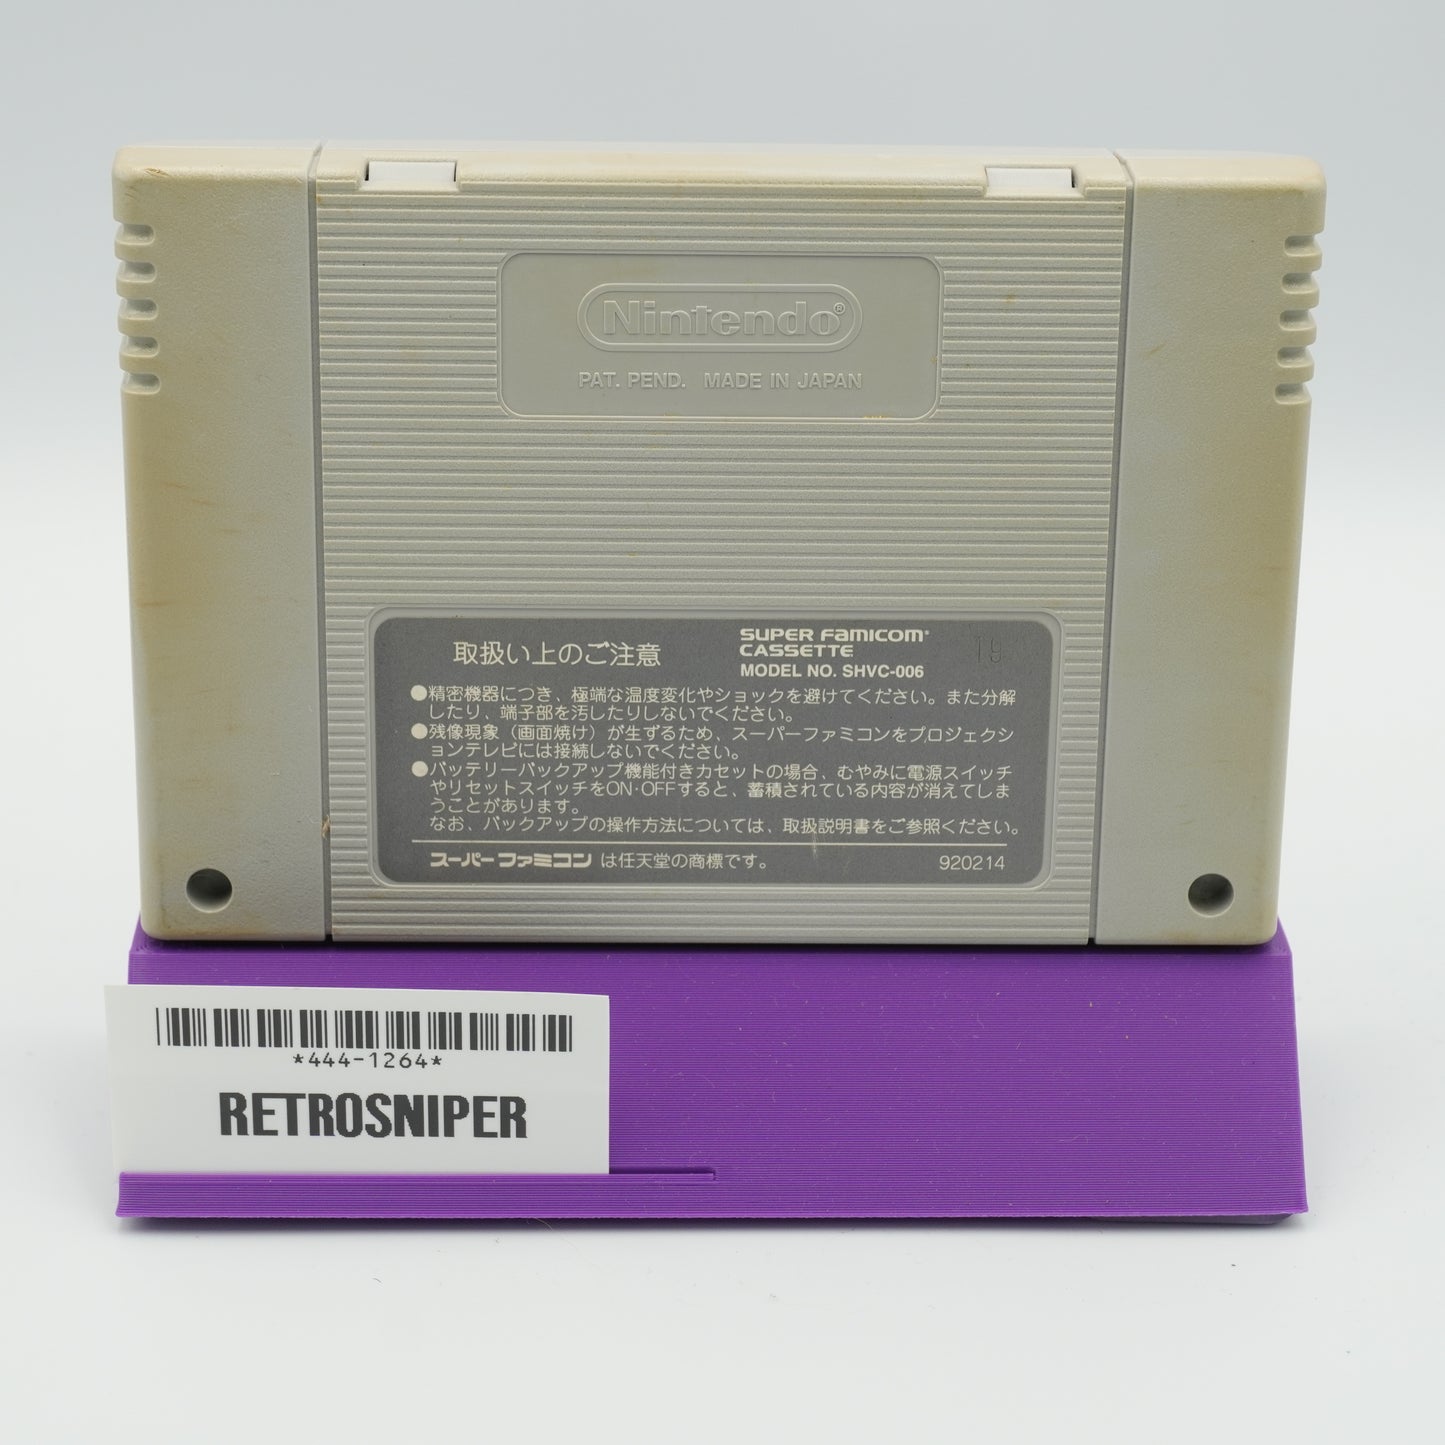 Nintendo®
PAT. PEND. MADE IN JAPAN
取扱い上のご注意
SUPER FAMICOM®
CASSETTE
MODEL NO. SHVC-006
19
●精密機器につき、極端な温度変化やショックを避けてください。また分解
したり、端子部を汚したりしないでください。
●残像現象（画面焼け）が生ずるため、スーパーファミコンをプロジェクシ
ョンテレビには接続しないでください。
●バッテリーバックアップ機能付きカセットの場合、むやみに電源スイッチ
やリセットスイッチをON・OFFすると、蓄積されている内容が消えてしま
うことがあります。
なお、バックアップの操作方法については、取扱説明書をご参照ください。
スーパーファミコン は任天堂の商標です。
920214
*444-1264*
RETROSNIPER